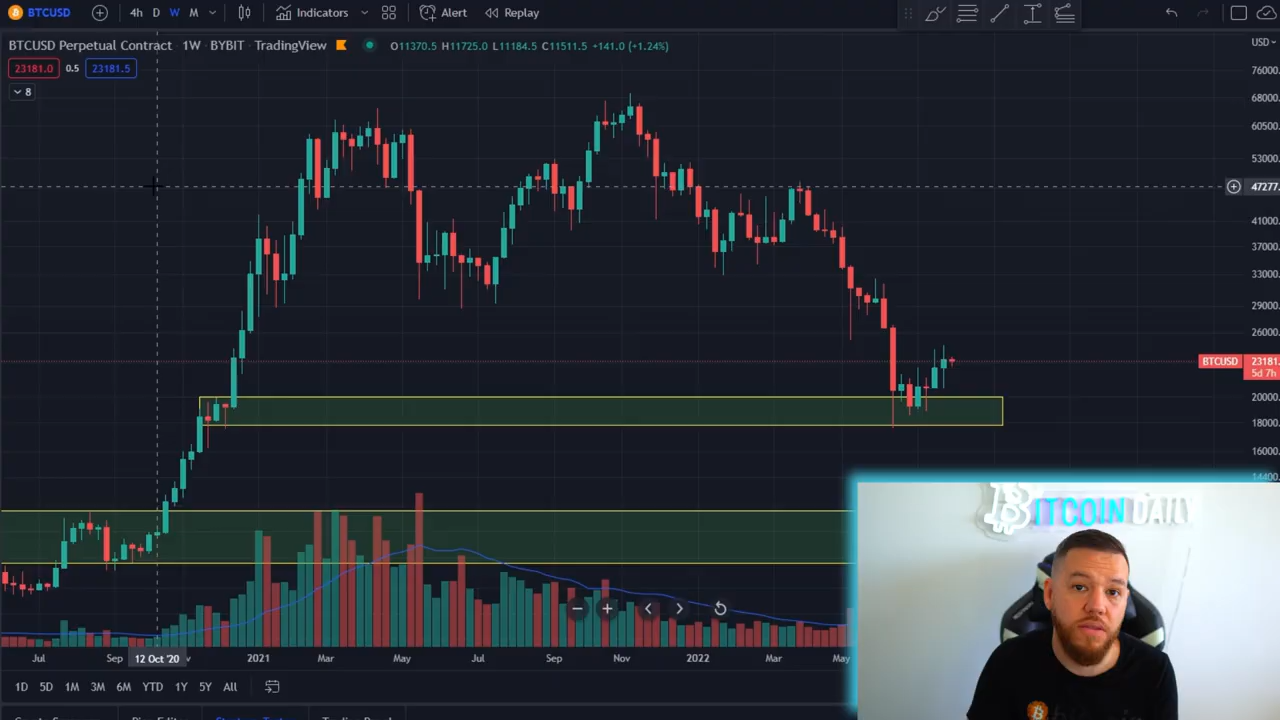 BTCUSD 4h D W M Indicators Alert Replay
BTCUSD Perpetual Contract · 1W · BYBIT · TradingView O11370.5 H11725.0 L11184.5 C11511.5 +141.0 (+1.24%) USD
23181.0 0.5 23181.5
8
76000.
68000.
60500.
53000.
47277.
41000.
37000.
33000.
29000.
26000.
BTCUSD 23181.
5d 7h
20000.
18000.
16000.
14400.
BITCOIN DAILY
Jul Sep 12 Oct '20 2021 Mar May Jul Sep Nov 2022 Mar May
1D 5D 1M 3M 6M YTD 1Y 5Y All